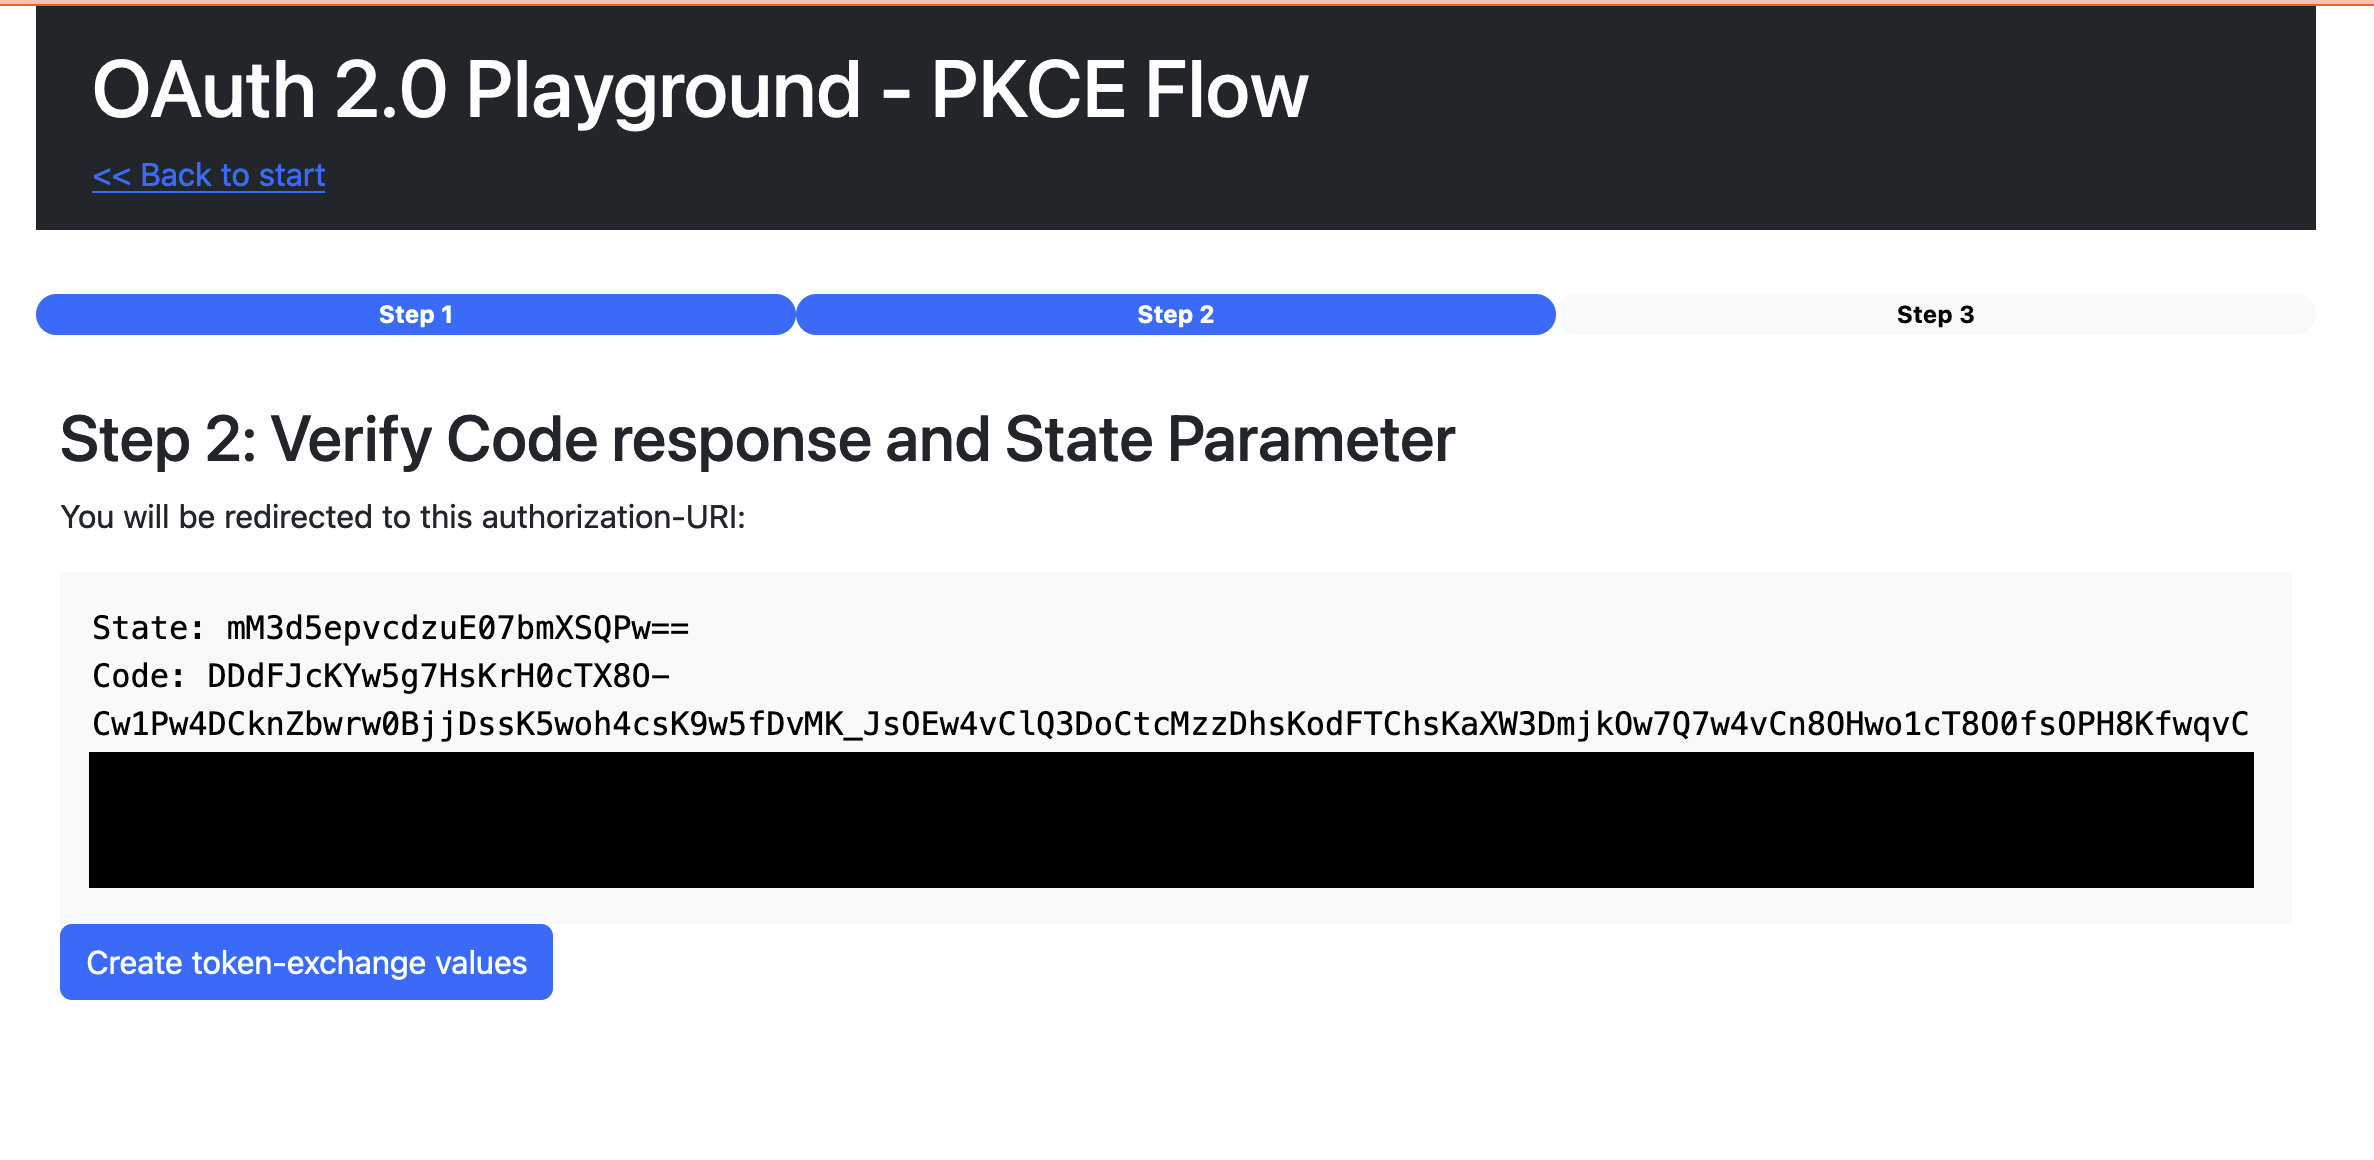 OAuth 2.0 Playground - PKCE Flow
<< Back to start
Step 1
Step 2
Step 3
Step 2: Verify Code response and State Parameter
You will be redirected to this authorization-URI:
State: mM3d5epvcdzuE07bmXSQPw==
Code: DDdFJcKYw5g7HsKrH0cTX8O-
Cw1Pw4DCknZbwrw0BjjDssK5woh4csK9w5fDvMK_JsOEw4vClQ3DoCtcMzzDhsKodFTChsKaXW3DmjkOw7Q7w4vCn8OHwo1cT8O0fsOPH8KfwqvC
Create token-exchange values